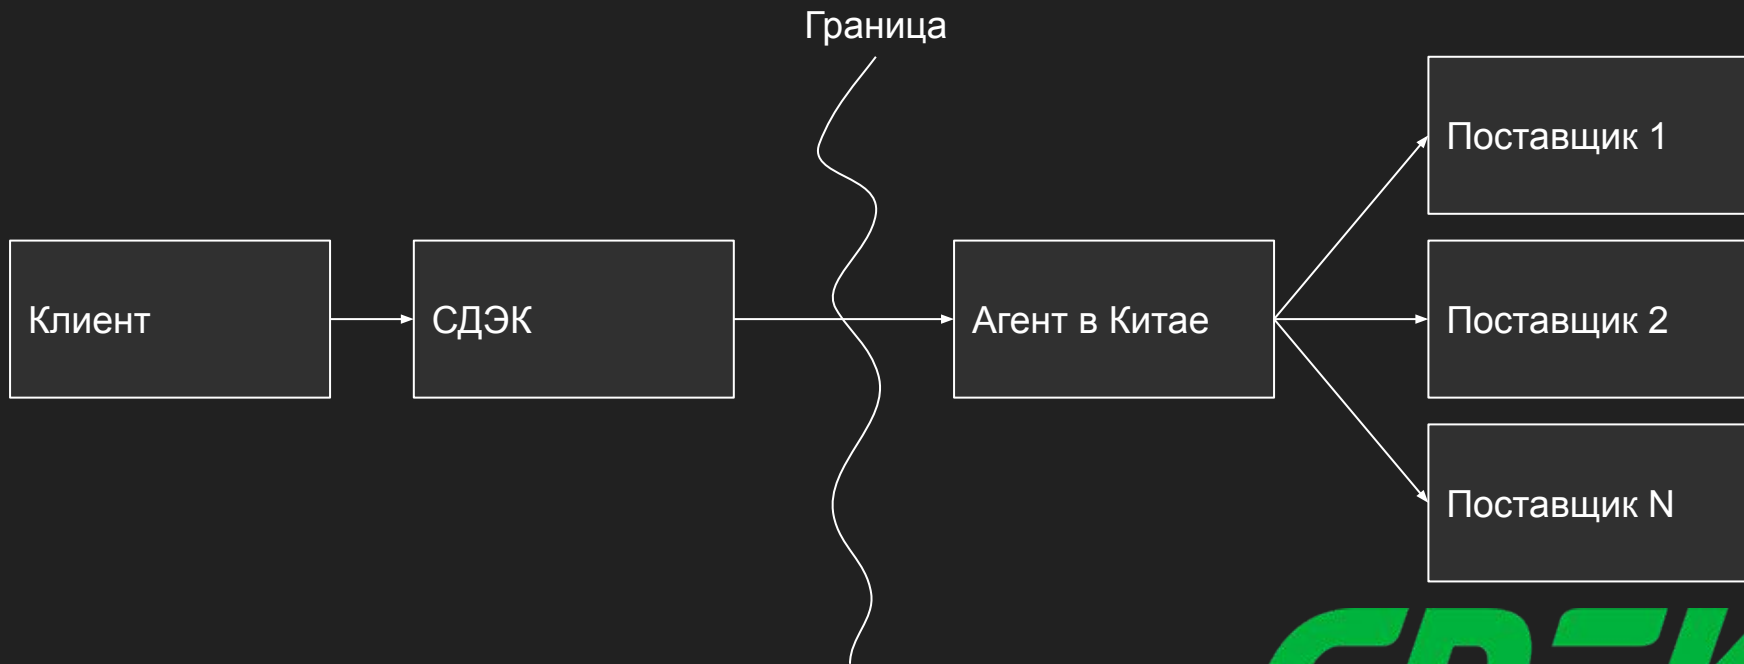 Граница
Клиент
СДЭК
Агент в Китае
Поставщик 1
Поставщик 2
Поставщик N